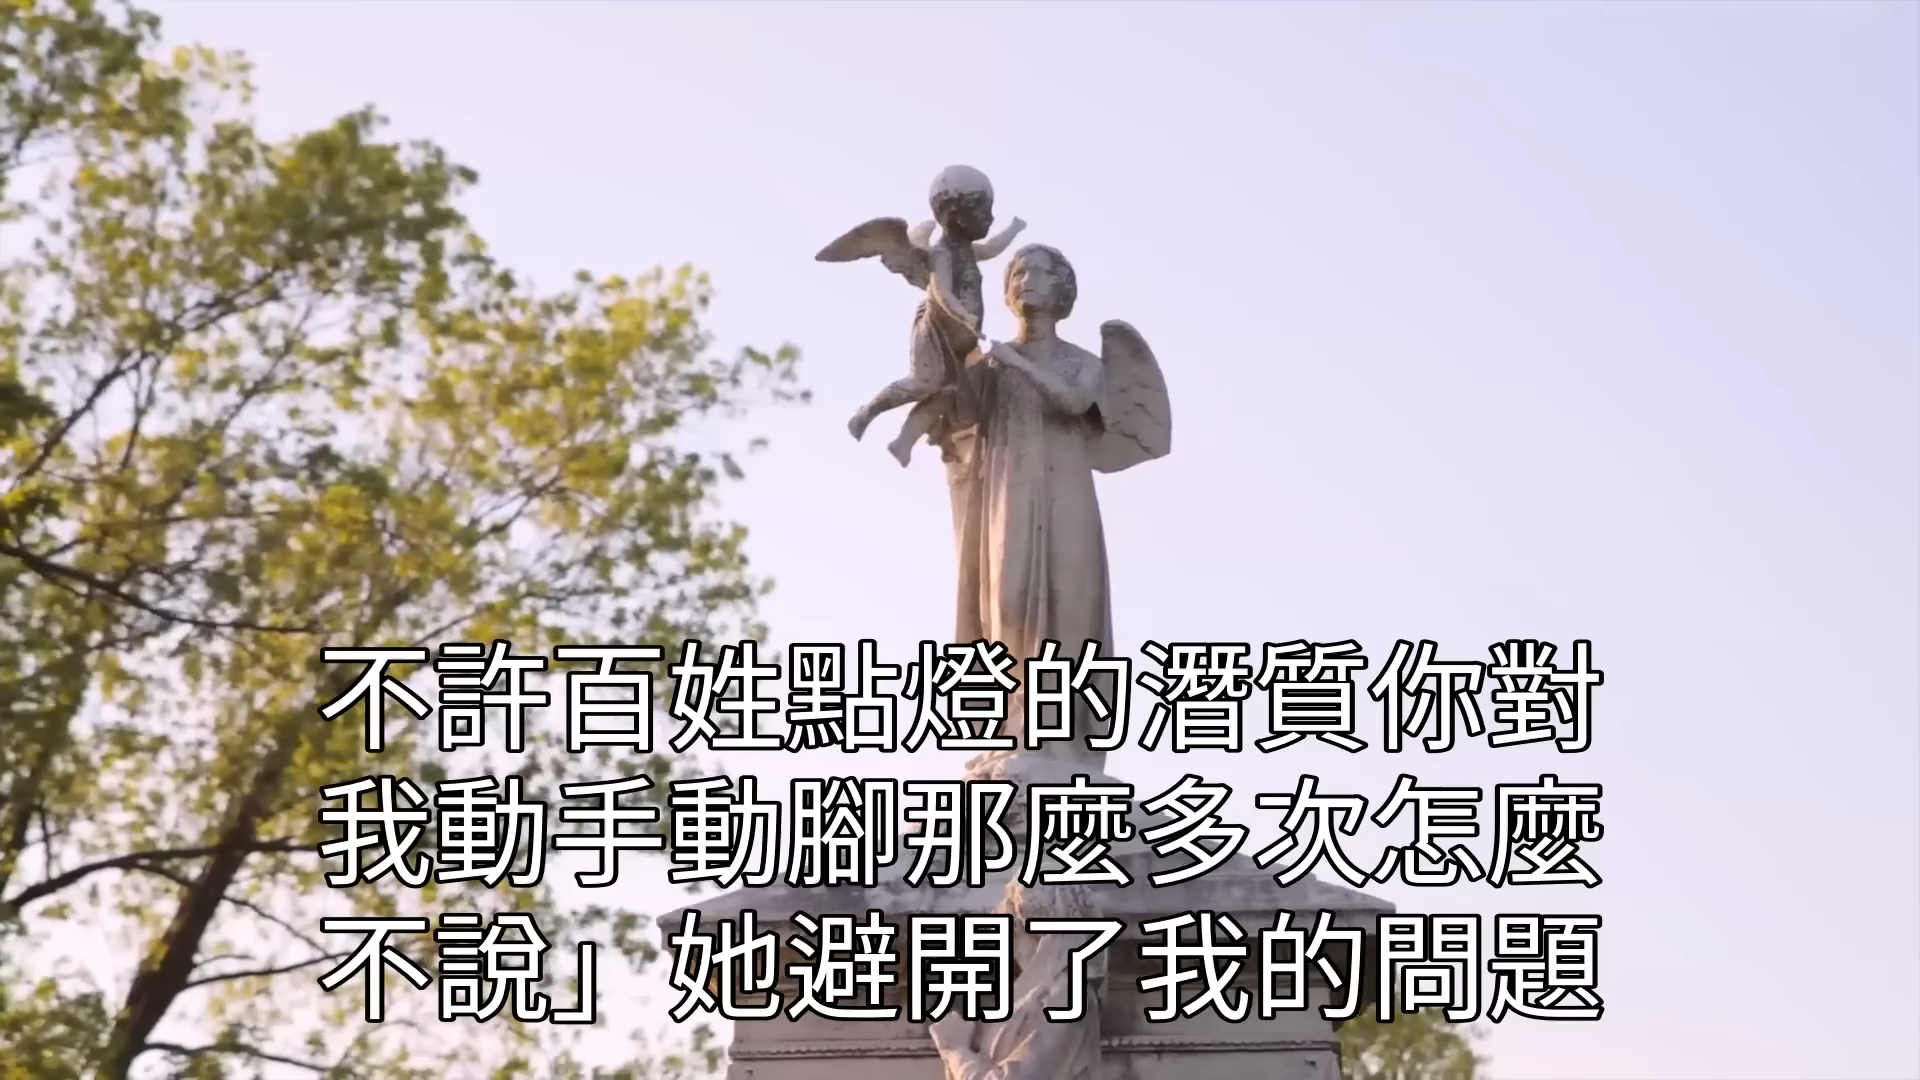 不許百姓點燈的潛質你對
我動手動腳那麼多次怎麼
不說」她避開了我的問題